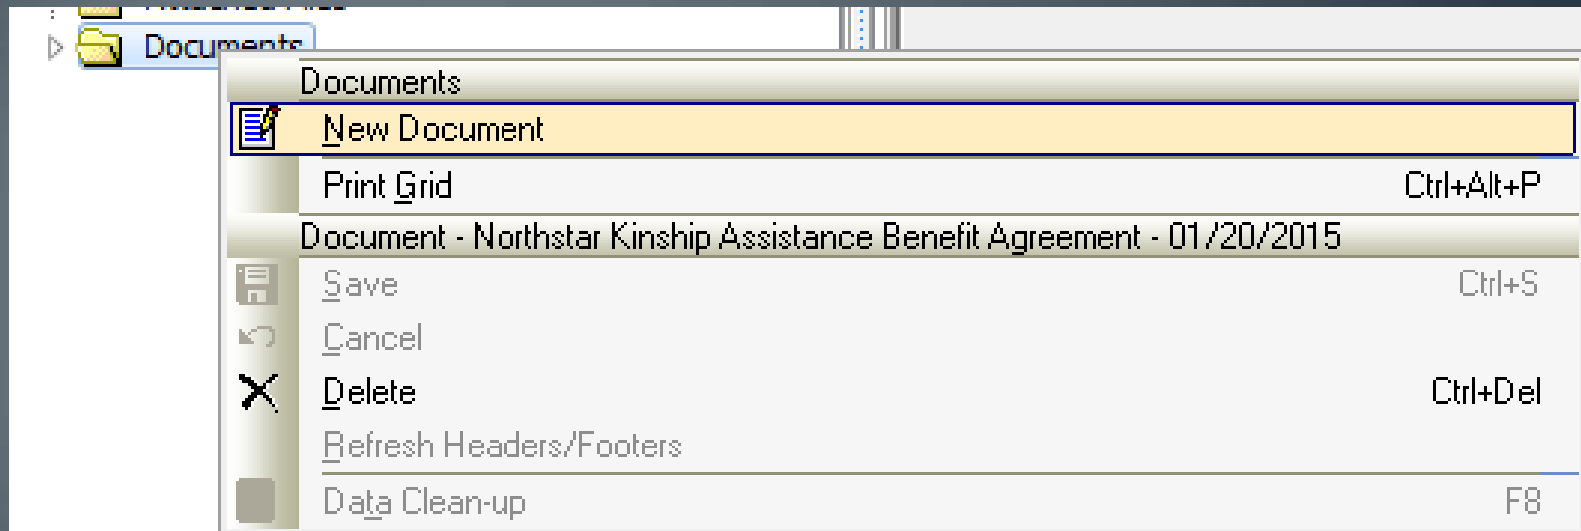 Documents
Documents
New Document
Print Grid Ctrl+Alt+P
Document - Northstar Kinship Assistance Benefit Agreement - 01/20/2015
Save Ctrl+S
Cancel
Delete Ctrl+Del
Refresh Headers/Footers
Data Clean-up F8